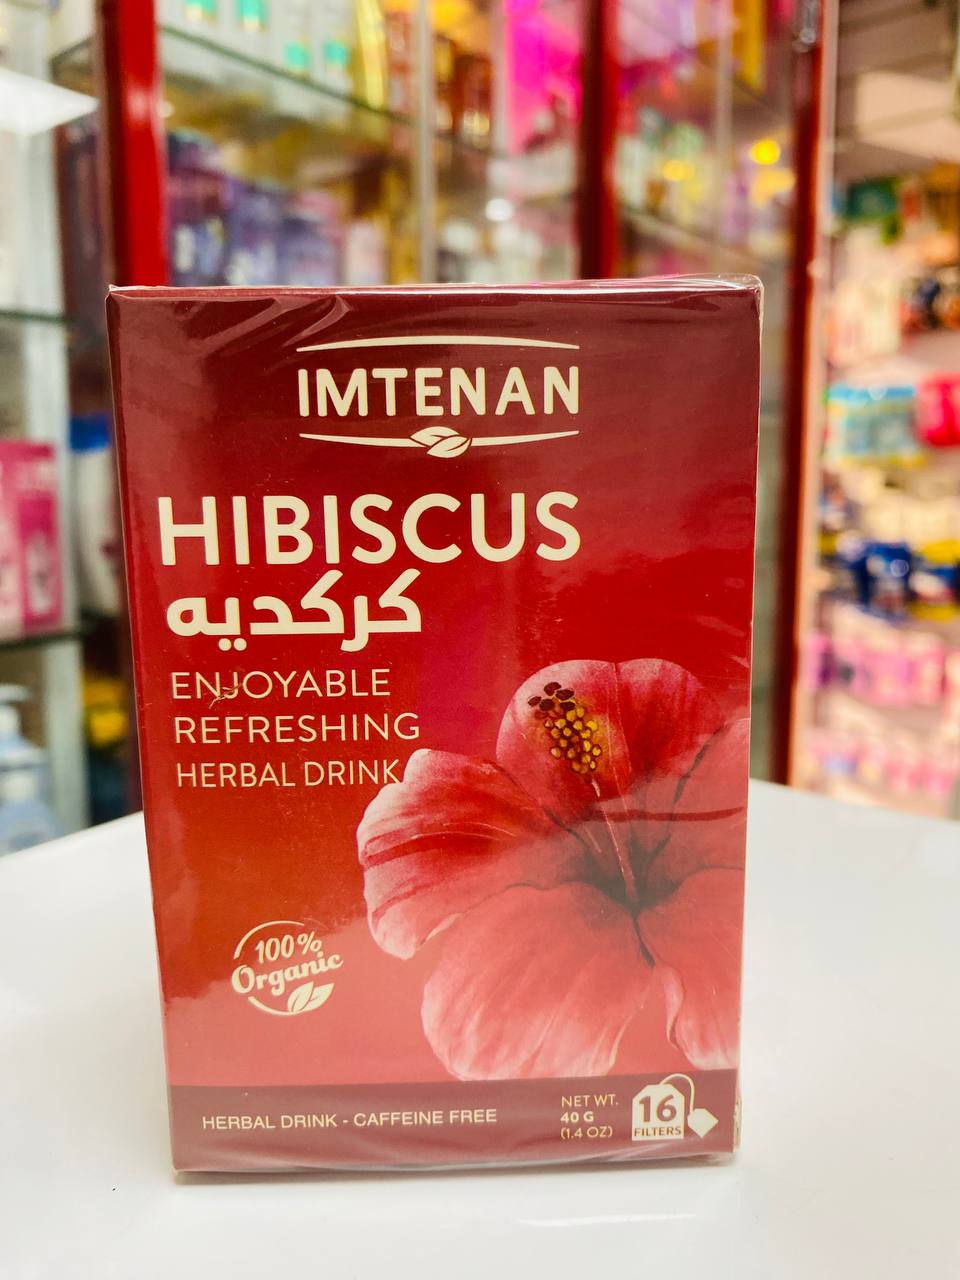 IMTENAN
HIBISCUS
كركديه
ENJOYABLE
REFRESHING
HERBAL DRINK
100%
Organic
HERBAL DRINK - CAFFEINE FREE
NET WT.
40 G
(1.4 OZ)
16
FILTERS